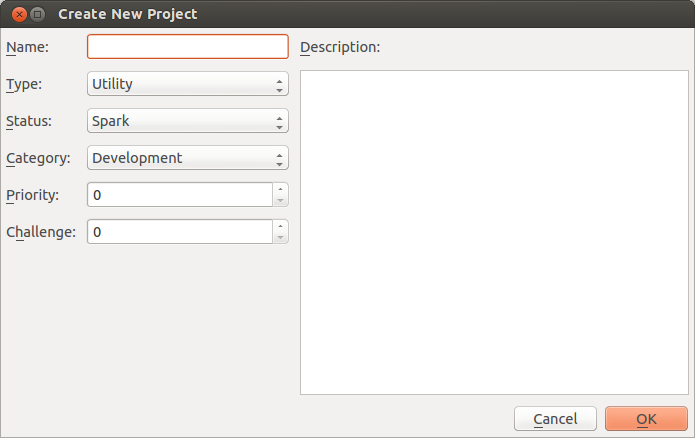 Create New Project
Name:
Description:
Type:
Utility
Status:
Spark
Category:
Development
Priority:
0
Challenge:
0
Cancel
OK